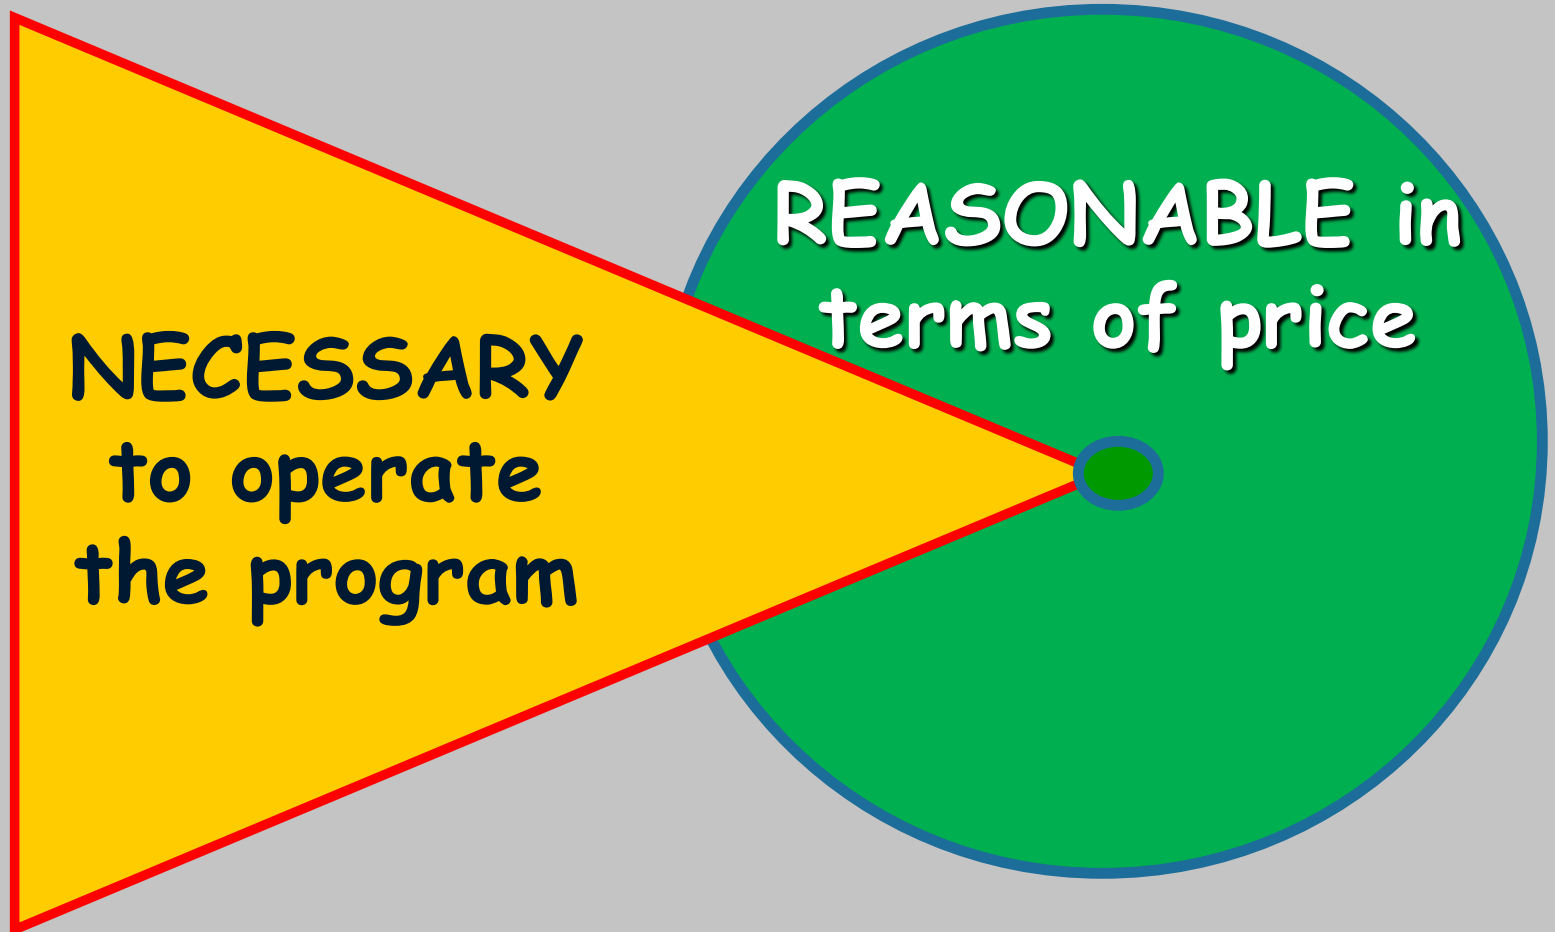 NECESSARY
to operate
the program
REASONABLE in
terms of price